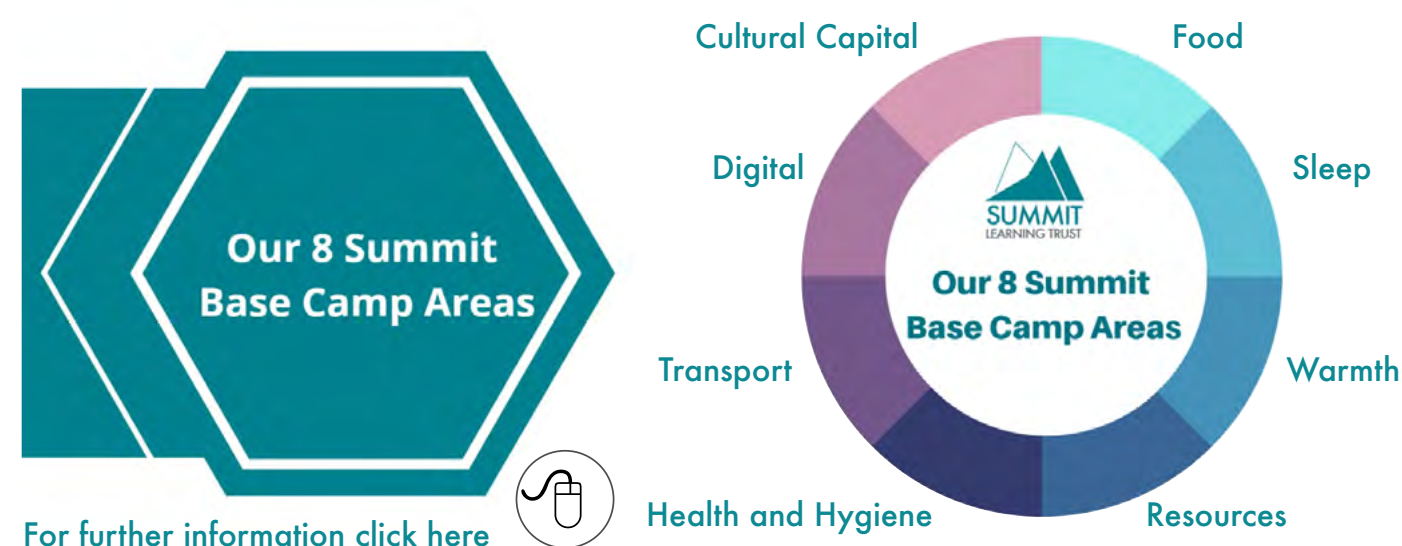 Our 8 Summit
Base Camp Areas
For further information click here
Cultural Capital
Food
Digital
Sleep
SUMMIT
LEARNING TRUST
Our 8 Summit
Base Camp Areas
Transport
Warmth
Health and Hygiene
Resources